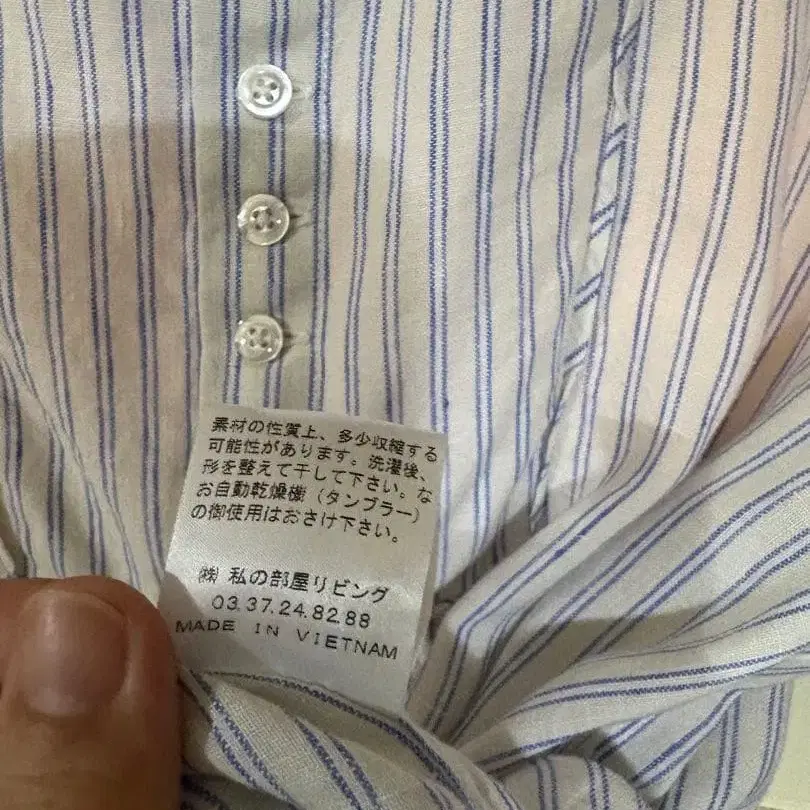 素材の性質上、多少収縮する
可能性があります。洗濯後、
形を整えて干して下さい。な
お自動乾燥機（タンブラー）
の御使用はおさけ下さい。
㈱ 私の部屋リビング
03.37.24.82.88
MADE IN VIETNAM